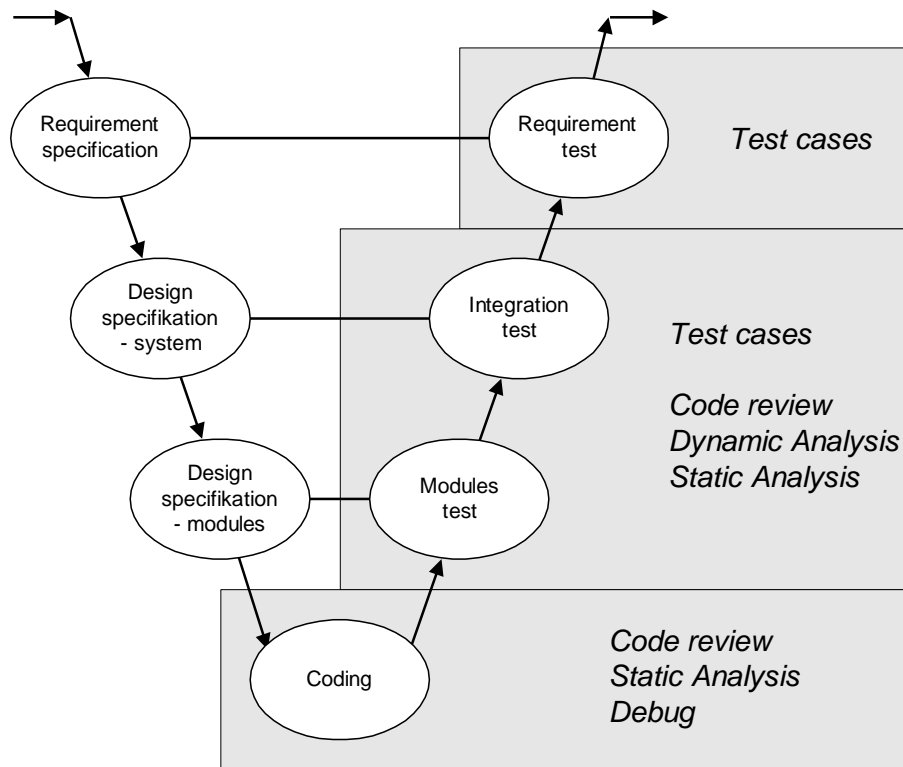 Requirement
specification
Requirement
test
Test cases
Design
specifikation
- system
Integration
test
Test cases
Code review
Dynamic Analysis
Static Analysis
Design
specifikation
- modules
Modules
test
Coding
Code review
Static Analysis
Debug